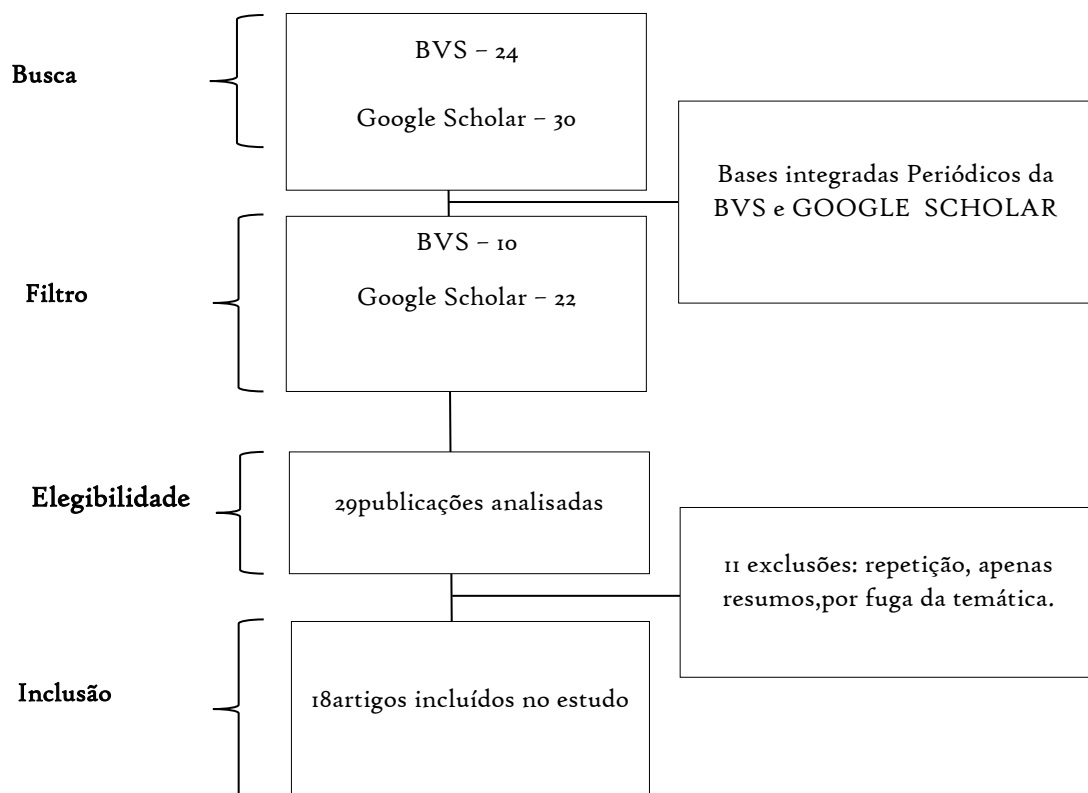 Busca
BVS – 24
Google Scholar – 30
Bases integradas Periódicos da
BVS e GOOGLE SCHOLAR
Filtro
BVS – 10
Google Scholar – 22
Elegibilidade
29publicações analisadas
11 exclusões: repetição, apenas
resumos,por fuga da temática.
Inclusão
18artigos incluídos no estudo